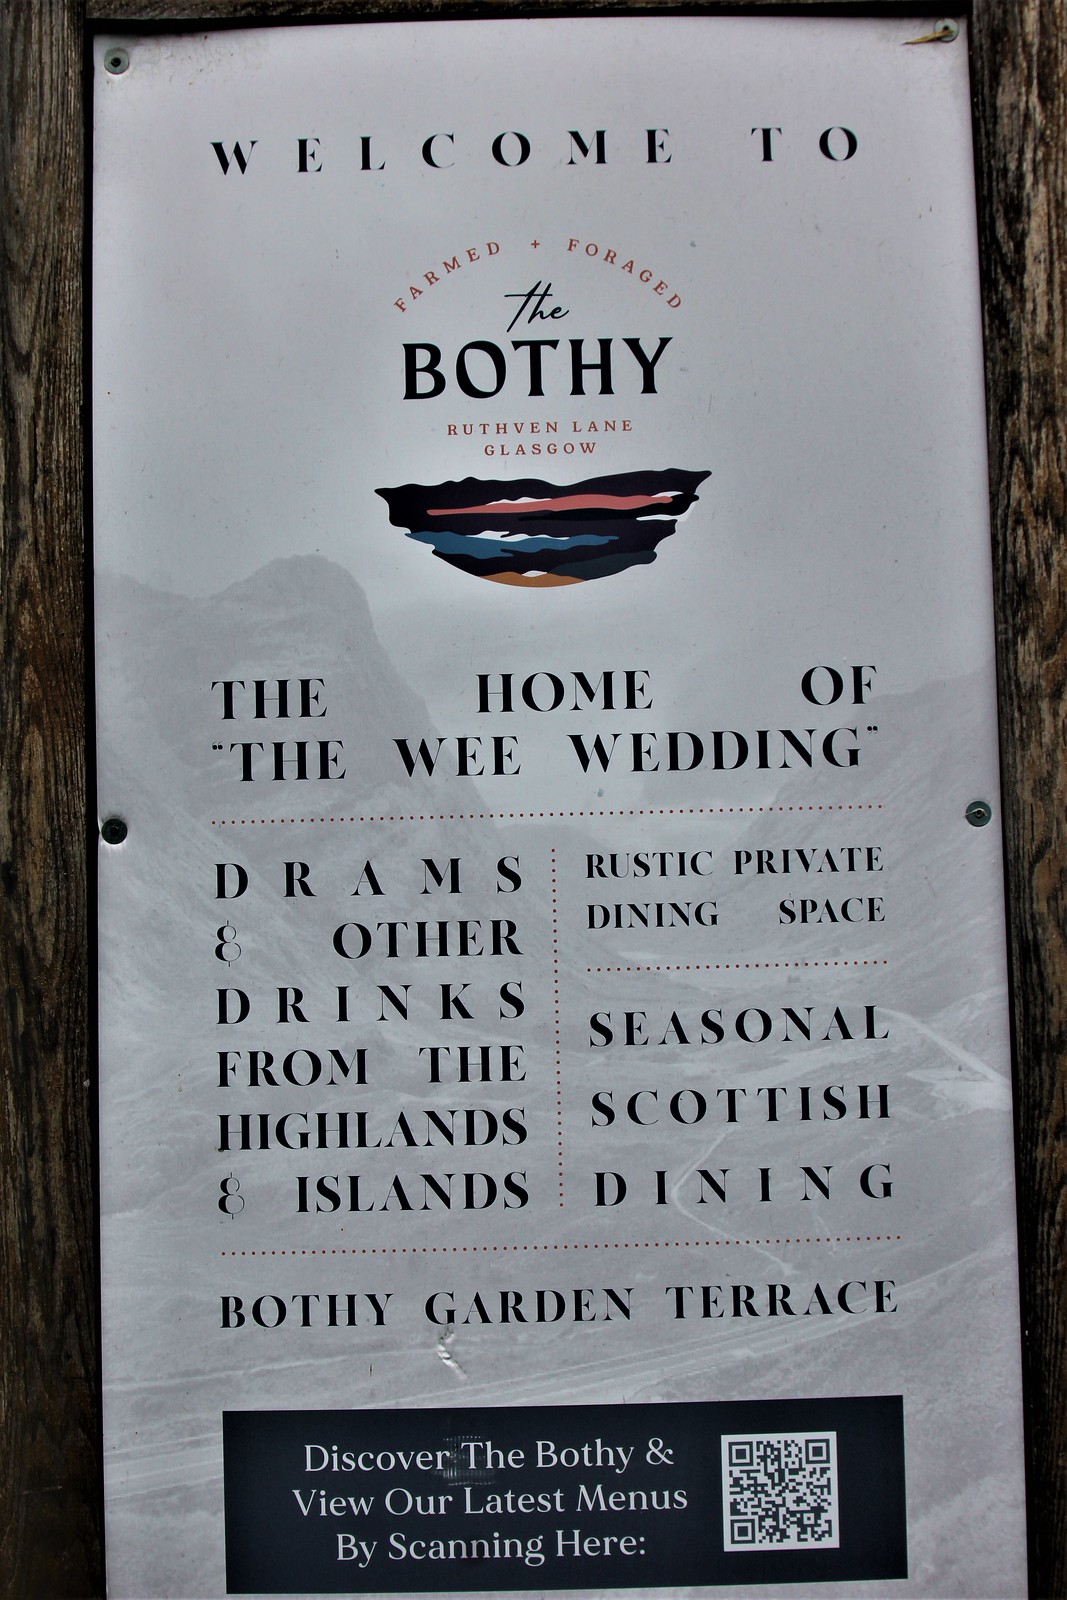 WELCOME TO
FARMED + FORAGED
the
BOTHY
RUTHVEN LANE
GLASGOW
THE HOME OF
"THE WEE WEDDING"
DRAMS
& OTHER
DRINKS
FROM THE
HIGHLANDS
& ISLANDS
RUSTIC PRIVATE
DINING SPACE
SEASONAL
SCOTTISH
DINING
BOTHY GARDEN TERRACE
Discover The Bothy &
View Our Latest Menus
By Scanning Here: